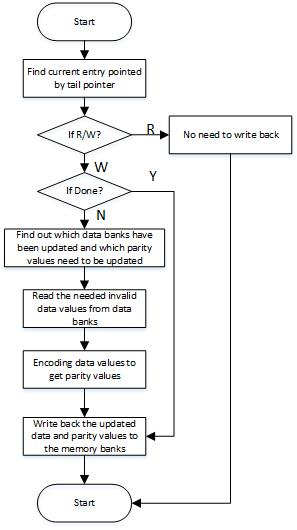 Start
Find current entry pointed
by tail pointer
If R/W?
R
No need to write back
W
If Done?
Y
N
Find out which data banks have
been updated and which parity
values need to be updated
Read the needed invalid
data values from data
banks
Encoding data values to
get parity values
Write back the updated
data and parity values to
the memory banks
Start